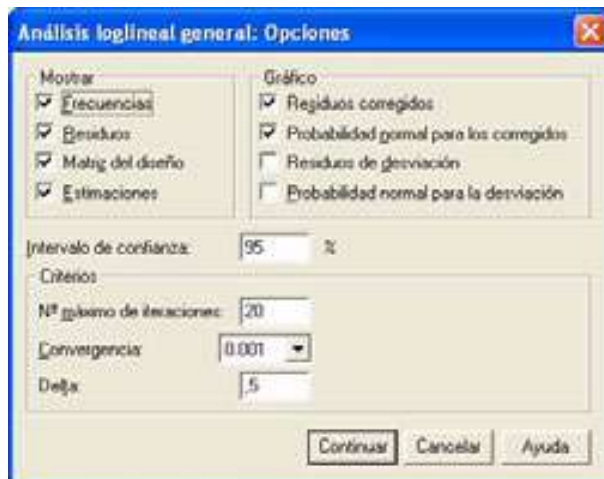 Análisis loglineal general: Opciones
Mostrar
Frecuencias
Residuos
Matriz del diseño
Estimaciones
Gráfico
Residuos corregidos
Probabilidad normal para los corregidos
Residuos de desviación
Probabilidad normal para la desviación
Intervalo de confianza: 95 %
Criterios
Nº máximo de iteraciones: 20
Convergencia: 0.001
Delta: .5
Continuar Cancelar Ayuda